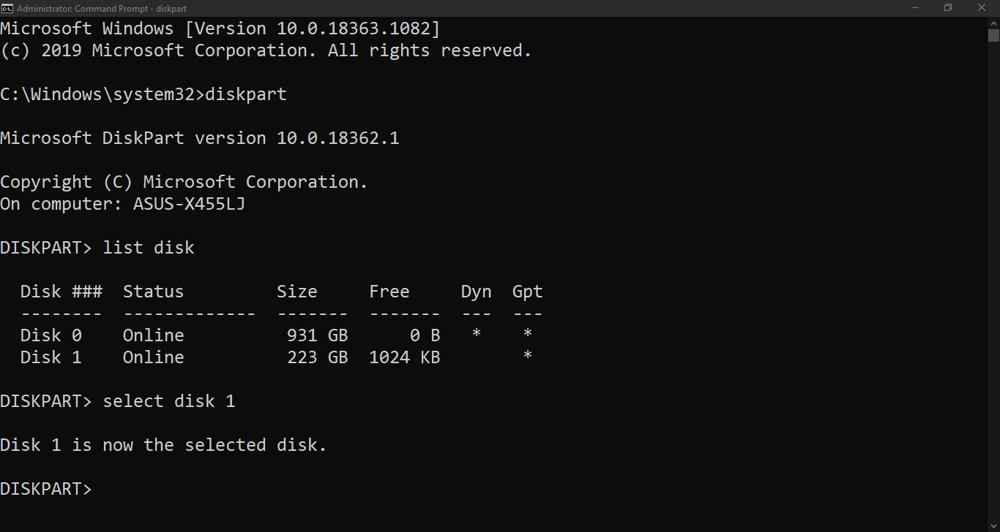 Administrator: Command Prompt - diskpart
Microsoft Windows [Version 10.0.18363.1082]
(c) 2019 Microsoft Corporation. All rights reserved.
C:\Windows\system32>diskpart
Microsoft DiskPart version 10.0.18362.1
Copyright (C) Microsoft Corporation.
On computer: ASUS-X455LJ
DISKPART> list disk
  Disk ###  Status         Size     Free     Dyn  Gpt
  --------  -------------  -------  -------  ---  ---
  Disk 0    Online          931 GB      0 B   *    *
  Disk 1    Online          223 GB  1024 KB        *
DISKPART> select disk 1
Disk 1 is now the selected disk.
DISKPART>